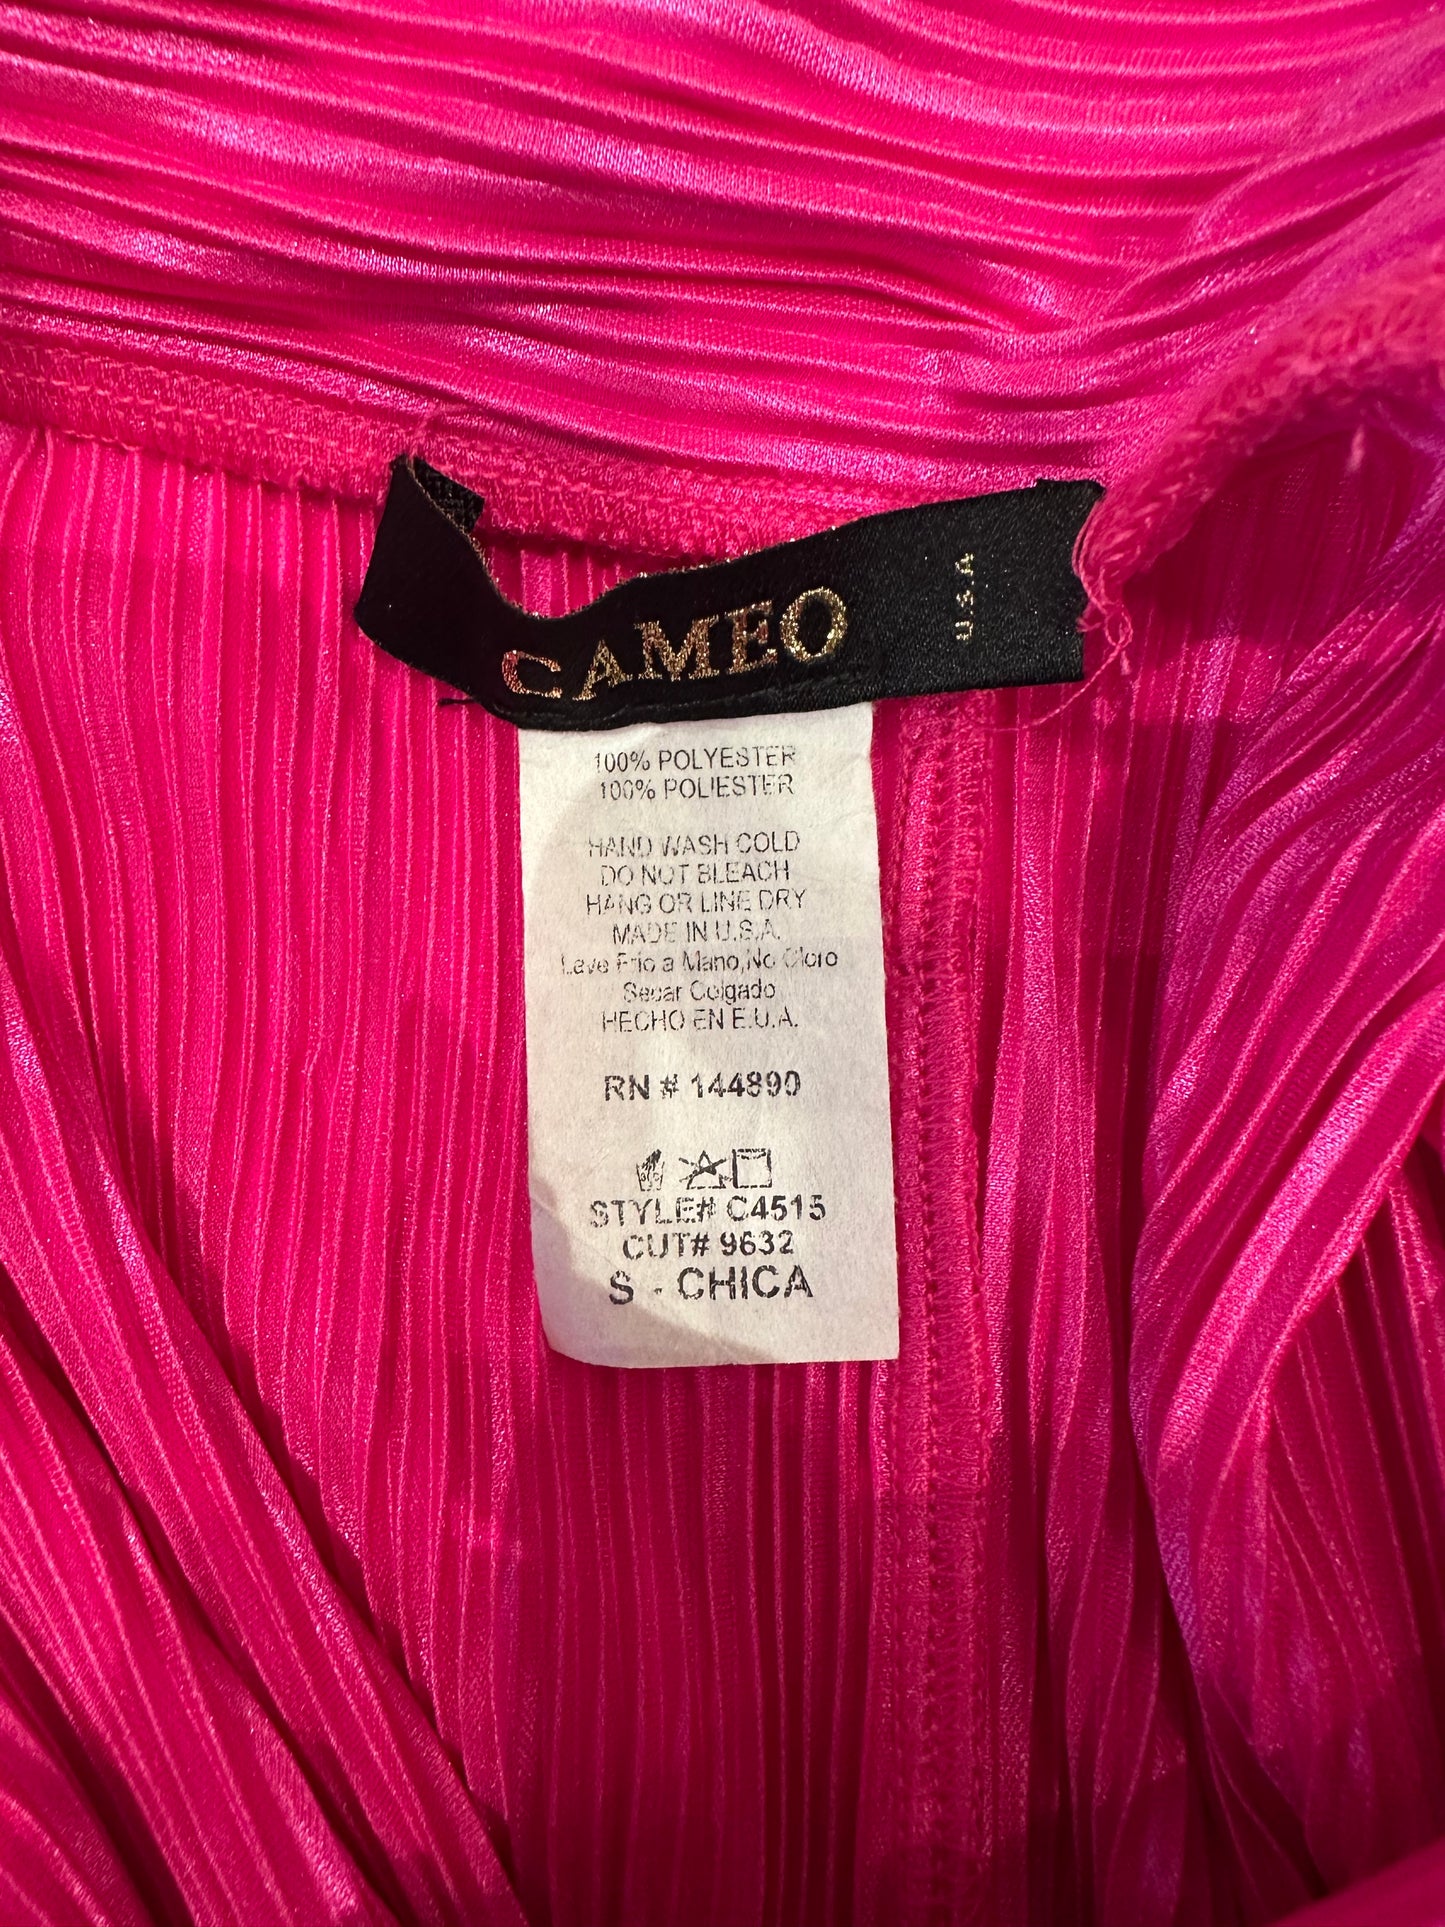 CAMEO
U.S.A
100% POLYESTER
100% POLIESTER
HAND WASH COLD
DO NOT BLEACH
HANG OR LINE DRY
MADE IN U.S.A.
Lave Frio a Mano,No Cloro
Secar Colgado
HECHO EN E.U.A.
RN # 144890
STYLE# C4515
CUT# 9632
S - CHICA